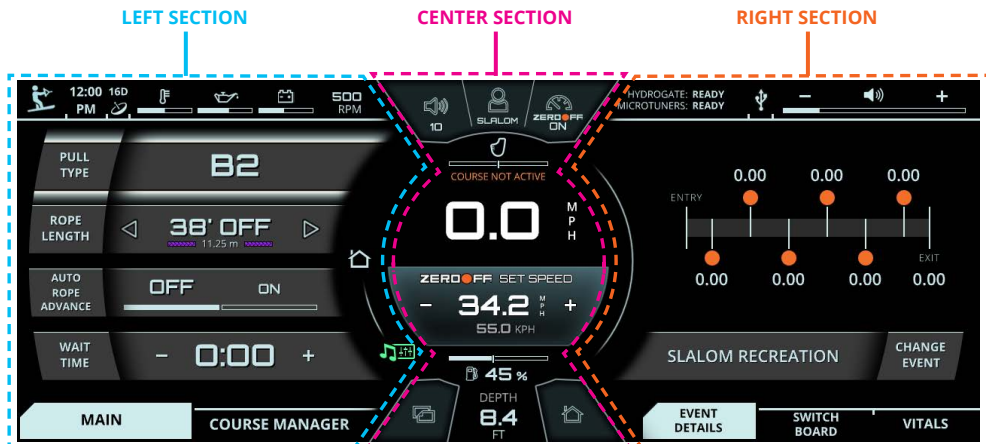 LEFT SECTION
CENTER SECTION
RIGHT SECTION
12:00 PM
16D
500 RPM
10
SLALOM
ZEROOFF ON
HYDROGATE: READY
MICROTUNERS: READY
-
+
PULL TYPE
B2
ROPE LENGTH
38' OFF
11.25 m
AUTO ROPE ADVANCE
OFF
ON
WAIT TIME
-
0:00
+
MAIN
COURSE MANAGER
COURSE NOT ACTIVE
0.0
MPH
ZEROOFF SET SPEED
-
34.2
MPH
+
55.0 KPH
45 %
DEPTH
8.4
FT
0.00
0.00
0.00
ENTRY
EXIT
0.00
0.00
0.00
0.00
SLALOM RECREATION
CHANGE EVENT
EVENT DETAILS
SWITCH BOARD
VITALS